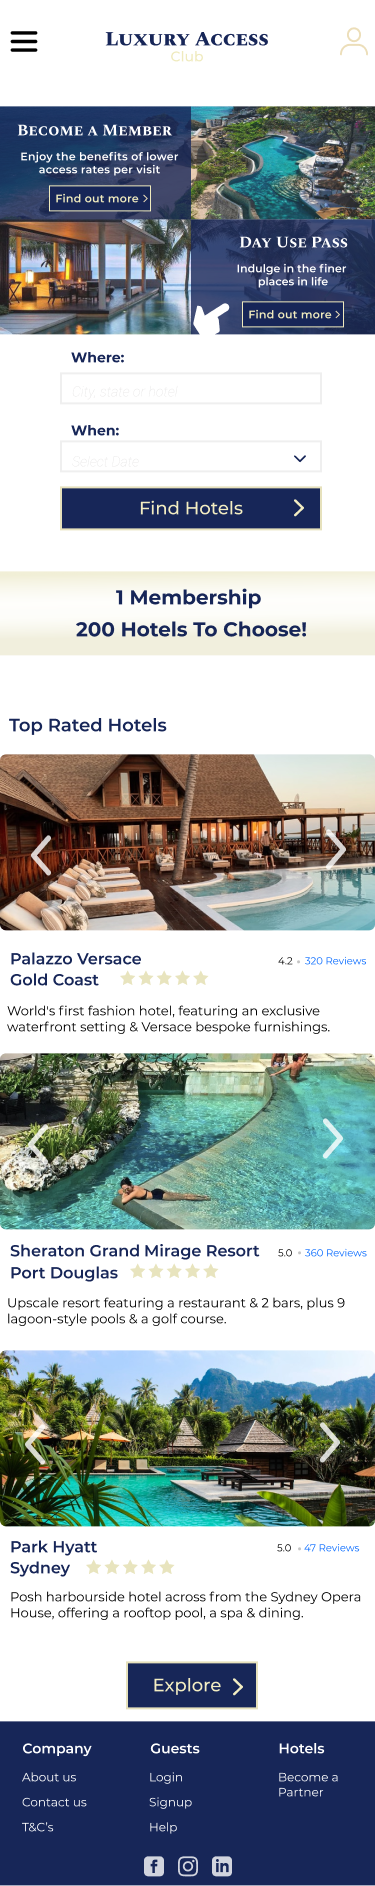 LUXURY ACCESS
Club
BECOME A MEMBER
Enjoy the benefits of lower
access rates per visit
Find out more
DAY USE PASS
Indulge in the finer
places in life
Find out more
Where:
City, state or hotel
When:
Select Date
Find Hotels
1 Membership
200 Hotels To Choose!
Top Rated Hotels
Palazzo Versace
Gold Coast
4.2 • 320 Reviews
World's first fashion hotel, featuring an exclusive
waterfront setting & Versace bespoke furnishings.
Sheraton Grand Mirage Resort
Port Douglas
5.0 • 360 Reviews
Upscale resort featuring a restaurant & 2 bars, plus 9
lagoon-style pools & a golf course.
Park Hyatt
Sydney
5.0 • 47 Reviews
Posh harbourside hotel across from the Sydney Opera
House, offering a rooftop pool, a spa & dining.
Explore
Company
About us
Contact us
T&C's
Guests
Login
Signup
Help
Hotels
Become a
Partner